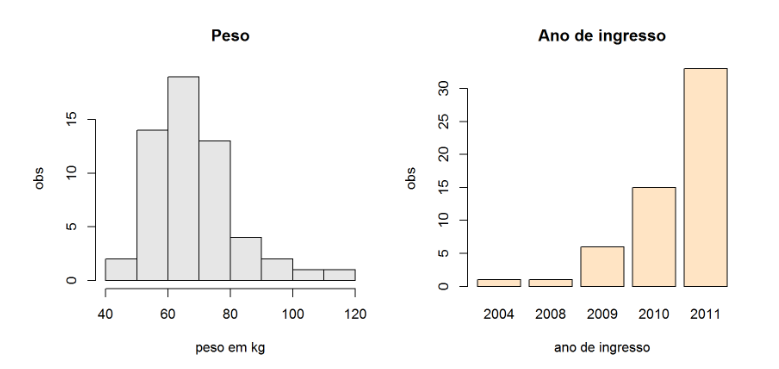 Peso
obs
15
10
5
0
40 60 80 100 120
peso em kg
Ano de ingresso
obs
30
25
20
15
10
5
0
2004 2008 2009 2010 2011
ano de ingresso